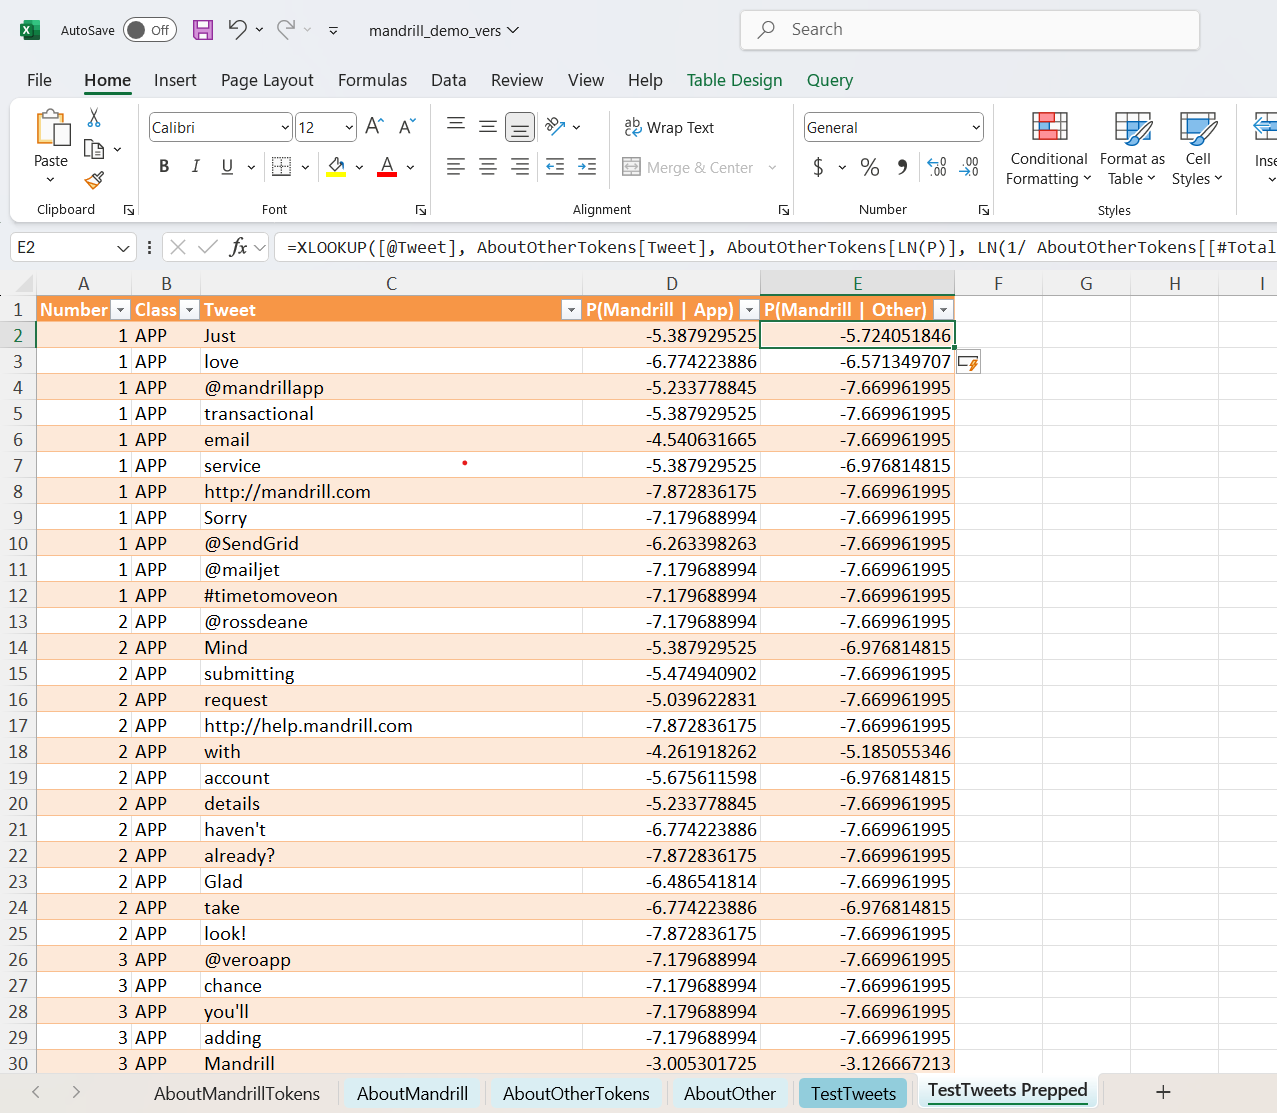 AutoSave Off mandrill_demo_vers Search
File Home Insert Page Layout Formulas Data Review View Help Table Design Query
Paste Calibri 12 A A ab Wrap Text General Conditional Formatting Format as Table Cell Styles
B I U A Merge & Center $ % , .00 .00
Clipboard Font Alignment Number Styles
E2 fx =XLOOKUP([@Tweet], AboutOtherTokens[Tweet], AboutOtherTokens[LN(P)], LN(1/ AboutOtherTokens[[#Total
A B C D E F G H I
1 Number Class Tweet P(Mandrill | App) P(Mandrill | Other)
2 1 APP Just -5.387929525 -5.724051846
3 1 APP love -6.774223886 -6.571349707
4 1 APP @mandrillapp -5.233778845 -7.669961995
5 1 APP transactional -5.387929525 -7.669961995
6 1 APP email -4.540631665 -7.669961995
7 1 APP service -5.387929525 -6.976814815
8 1 APP http://mandrill.com -7.872836175 -7.669961995
9 1 APP Sorry -7.179688994 -7.669961995
10 1 APP @SendGrid -6.263398263 -7.669961995
11 1 APP @mailjet -7.179688994 -7.669961995
12 1 APP #timetomoveon -7.179688994 -7.669961995
13 2 APP @rossdeane -7.179688994 -7.669961995
14 2 APP Mind -5.387929525 -6.976814815
15 2 APP submitting -5.474940902 -7.669961995
16 2 APP request -5.039622831 -7.669961995
17 2 APP http://help.mandrill.com -7.872836175 -7.669961995
18 2 APP with -4.261918262 -5.185055346
19 2 APP account -5.675611598 -6.976814815
20 2 APP details -5.233778845 -7.669961995
21 2 APP haven't -6.774223886 -7.669961995
22 2 APP already? -7.872836175 -7.669961995
23 2 APP Glad -6.486541814 -7.669961995
24 2 APP take -6.774223886 -6.976814815
25 2 APP look! -7.872836175 -7.669961995
26 3 APP @veroapp -7.179688994 -7.669961995
27 3 APP chance -7.179688994 -7.669961995
28 3 APP you'll -7.179688994 -7.669961995
29 3 APP adding -7.179688994 -7.669961995
30 3 APP Mandrill -3.005301725 -3.126667213
AboutMandrillTokens AboutMandrill AboutOtherTokens AboutOther TestTweets TestTweets Prepped